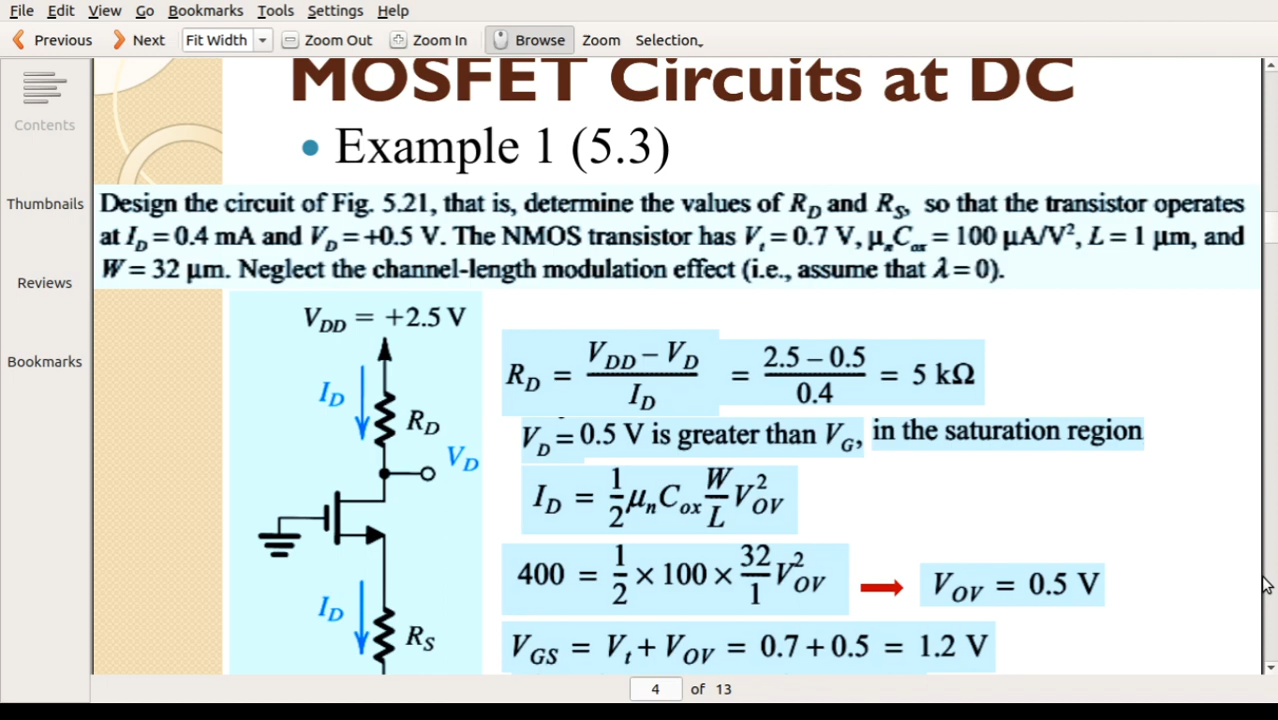 File Edit View Go Bookmarks Tools Settings Help
Previous Next Fit Width Zoom Out Zoom In Browse Zoom Selection
Contents
Thumbnails
Reviews
Bookmarks
MOSFET Circuits at DC
• Example 1 (5.3)
Design the circuit of Fig. 5.21, that is, determine the values of R_D and R_S, so that the transistor operates
at I_D = 0.4 mA and V_D = +0.5 V. The NMOS transistor has V_t = 0.7 V, μ_nC_ox = 100 μA/V², L = 1 μm, and
W = 32 μm. Neglect the channel-length modulation effect (i.e., assume that λ = 0).
V_DD = +2.5 V
I_D
R_D
V_D
I_D
R_S
R_D = (V_DD – V_D)/I_D = (2.5 – 0.5)/0.4 = 5 kΩ
V_D = 0.5 V is greater than V_G, in the saturation region
I_D = 1/2 μ_nC_ox W/L V_OV²
400 = 1/2 × 100 × 32/1 V_OV² V_OV = 0.5 V
V_GS = V_t + V_OV = 0.7 + 0.5 = 1.2 V
4 of 13